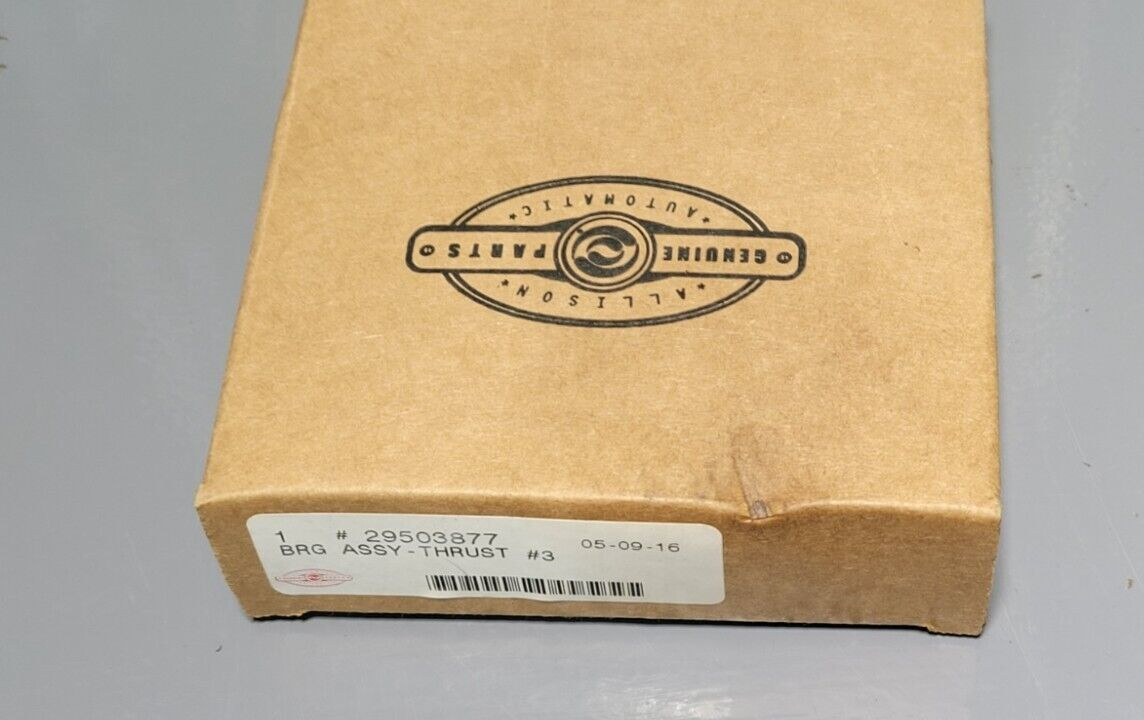 ALLISON
GENUINE PARTS
AUTOMATIC
1 # 29503877 05-09-16
BRG ASSY-THRUST #3